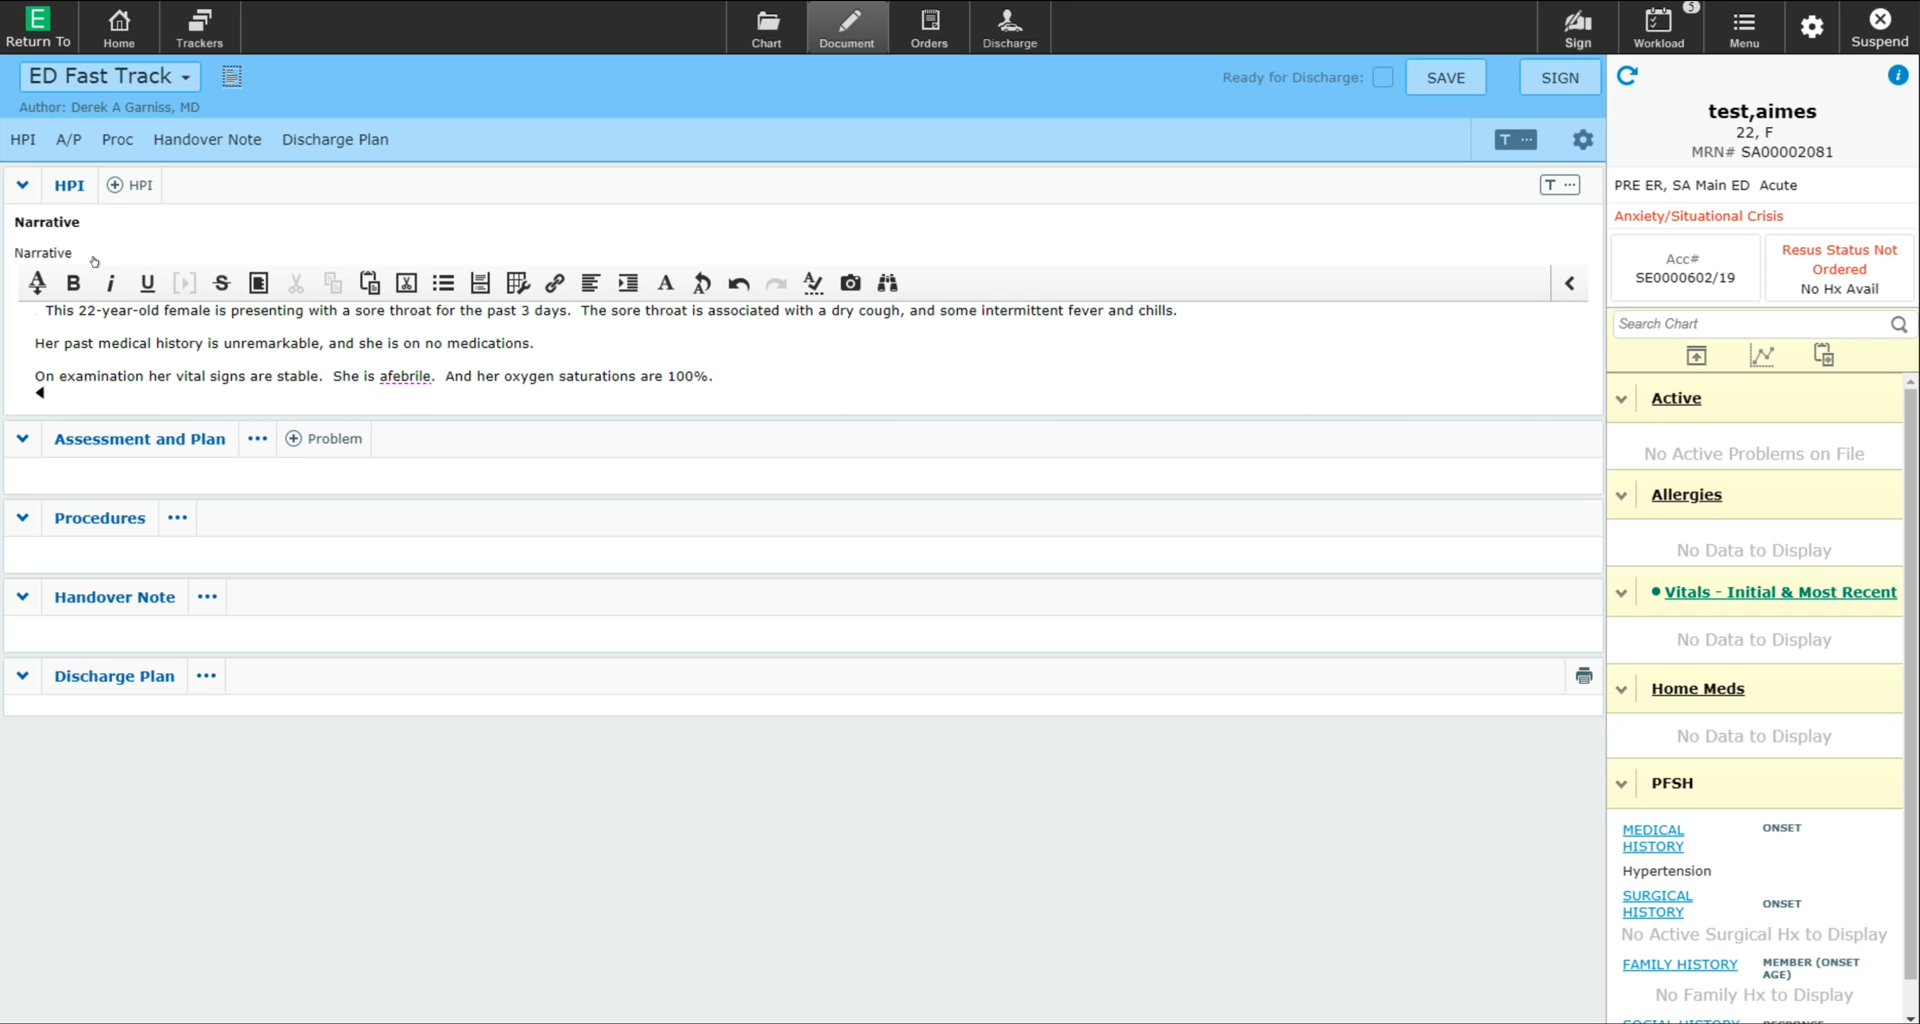 E
Return To
Home
Trackers
Chart
Document
Orders
Discharge
Sign
5
Workload
Menu
Suspend
ED Fast Track
Author: Derek A Garniss, MD
Ready for Discharge:
SAVE
SIGN
HPI A/P Proc Handover Note Discharge Plan
T ...
HPI
HPI
T ...
Narrative
Narrative
This 22-year-old female is presenting with a sore throat for the past 3 days. The sore throat is associated with a dry cough, and some intermittent fever and chills.
Her past medical history is unremarkable, and she is on no medications.
On examination her vital signs are stable. She is afebrile. And her oxygen saturations are 100%.
Assessment and Plan
Problem
Procedures
Handover Note
Discharge Plan
test,aimes
22, F
MRN# SA00002081
PRE ER, SA Main ED Acute
Anxiety/Situational Crisis
Acc#
SE0000602/19
Resus Status Not
Ordered
No Hx Avail
Search Chart
Active
No Active Problems on File
Allergies
No Data to Display
Vitals - Initial & Most Recent
No Data to Display
Home Meds
No Data to Display
PFSH
MEDICAL
HISTORY
ONSET
Hypertension
SURGICAL
HISTORY
ONSET
No Active Surgical Hx to Display
FAMILY HISTORY
MEMBER (ONSET
AGE)
No Family Hx to Display
SOCIAL HISTORY RESPONSE